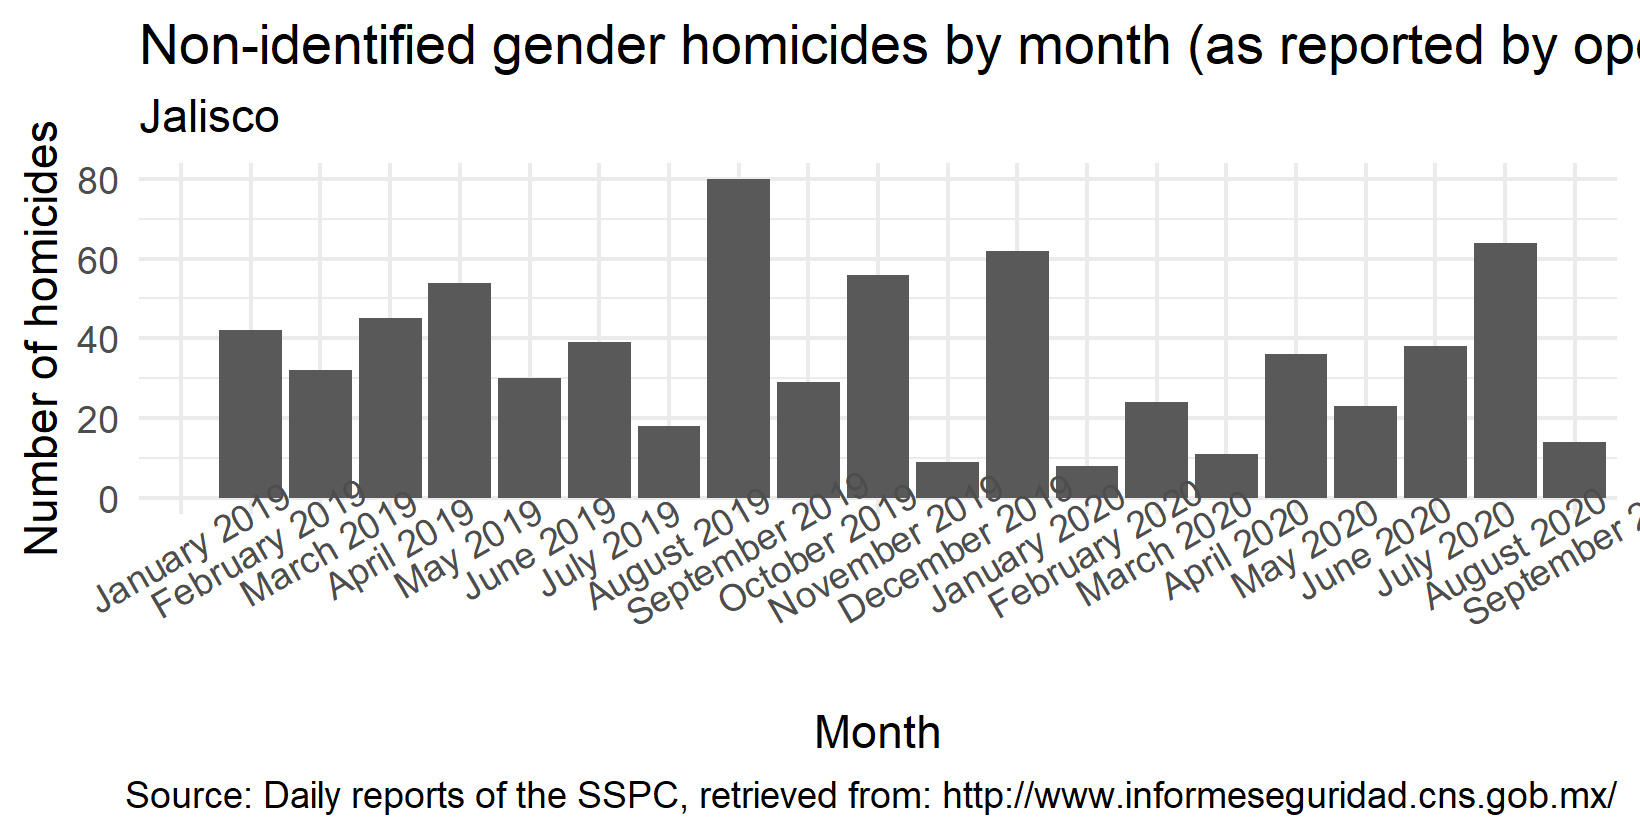 Non-identified gender homicides by month (as reported by ope
Jalisco
Number of homicides
80
60
40
20
0
January 2019
February 2019
March 2019
April 2019
May 2019
June 2019
July 2019
August 2019
September 2019
October 2019
November 2019
December 2019
January 2020
February 2020
March 2020
April 2020
May 2020
June 2020
July 2020
August 2020
September 2
Month
Source: Daily reports of the SSPC, retrieved from: http://www.informeseguridad.cns.gob.mx/